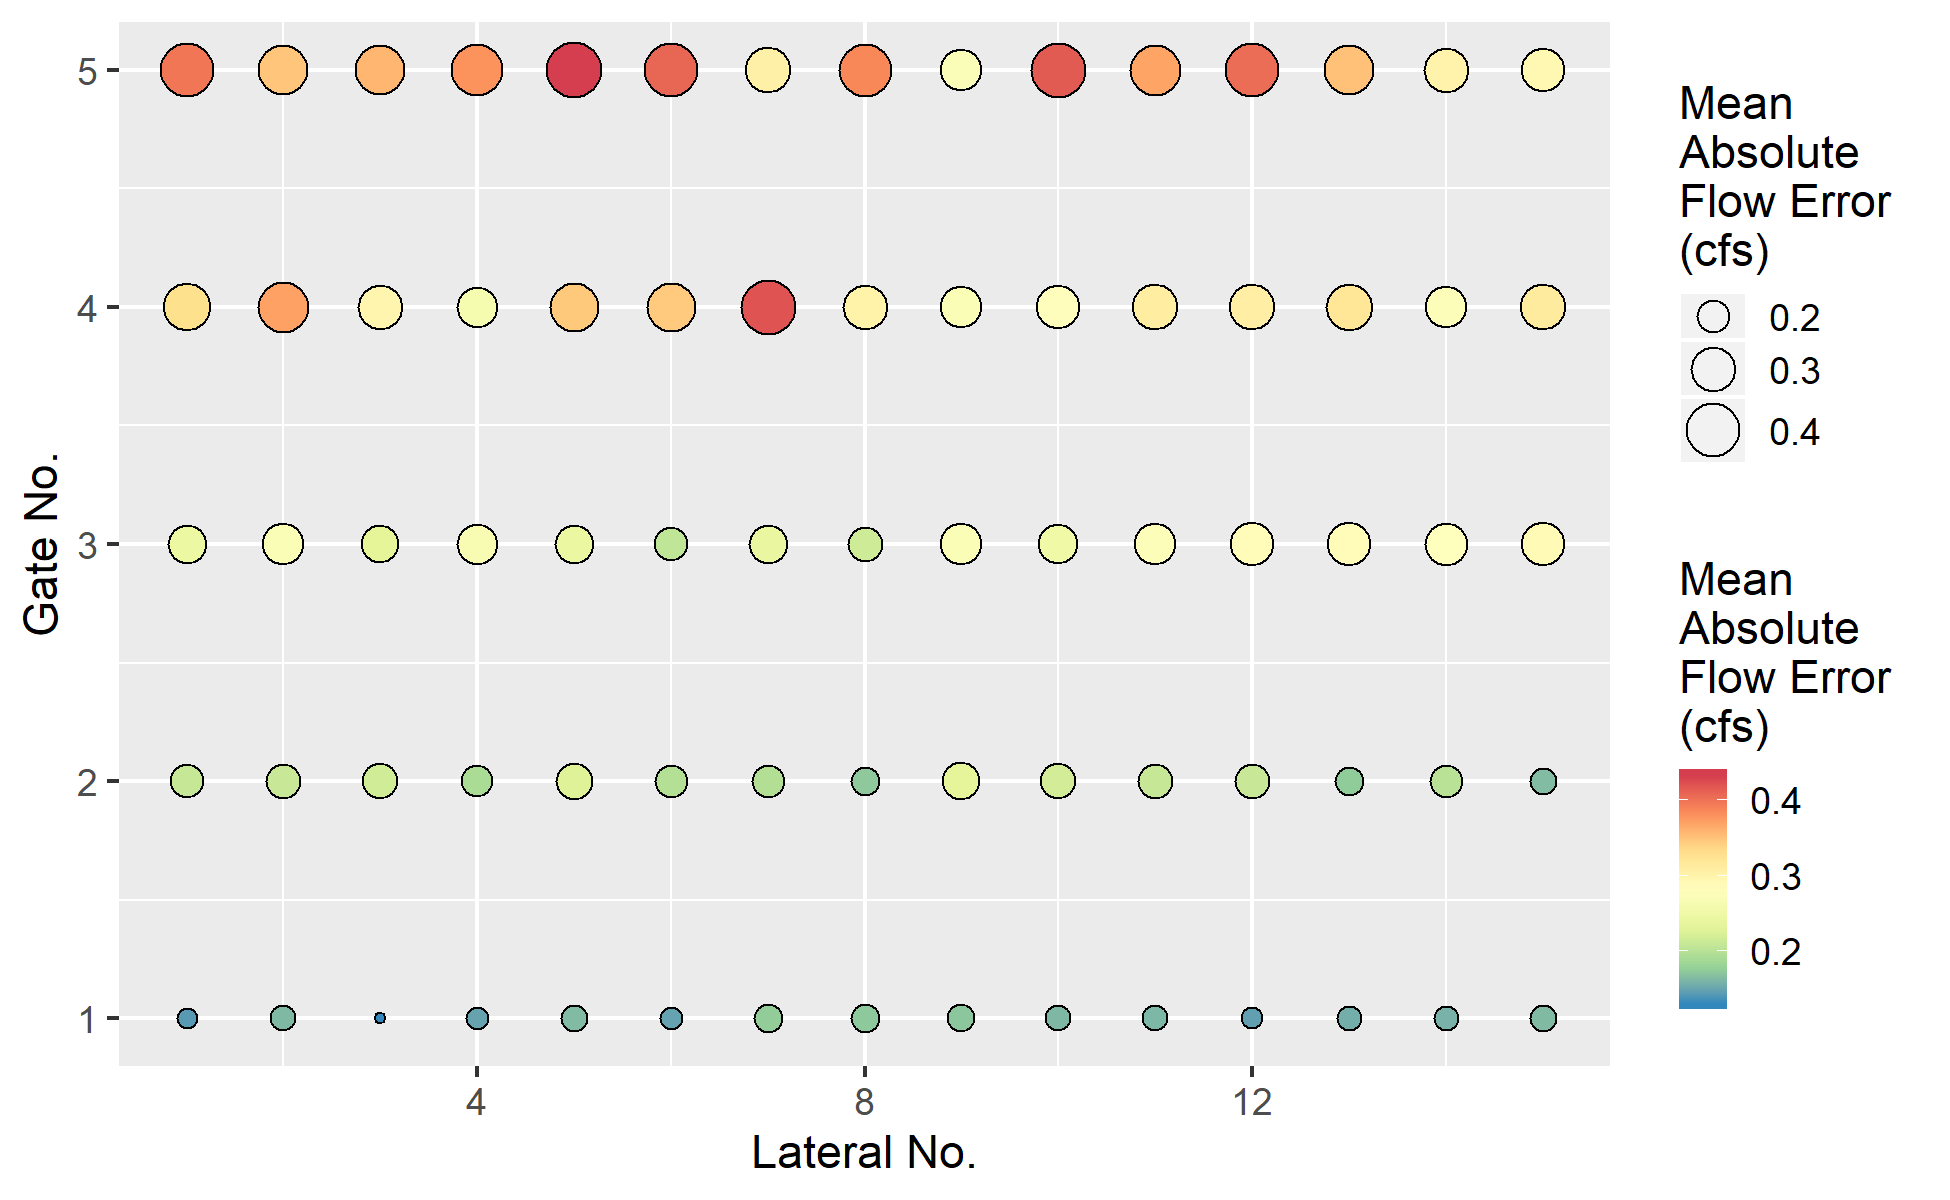 5
4
3
2
1
Gate No.
4 8 12
Lateral No.
Mean
Absolute
Flow Error
(cfs)
0.2
0.3
0.4
Mean
Absolute
Flow Error
(cfs)
0.4
0.3
0.2